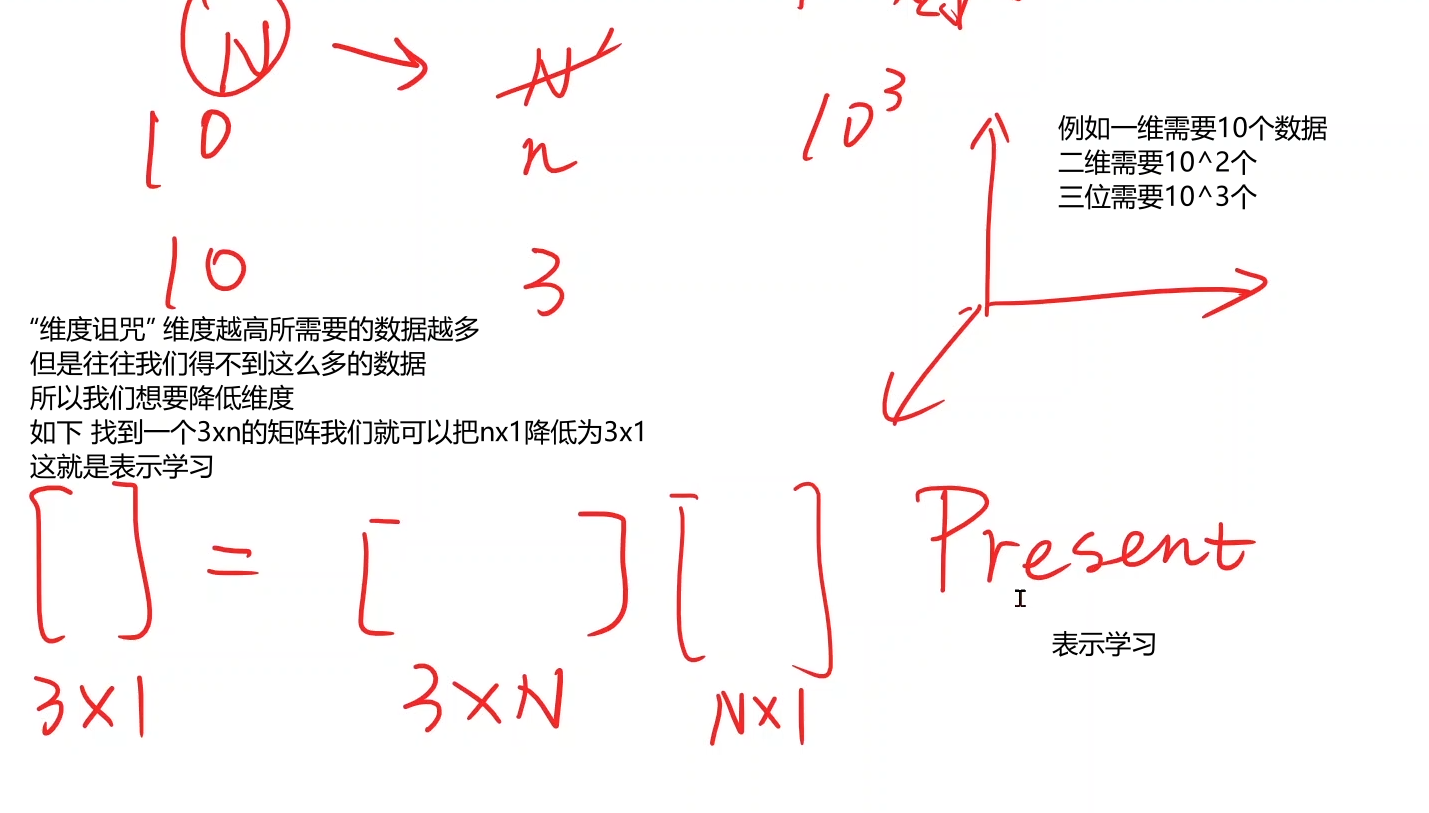 N → N
10 n
10³
例如一维需要10个数据
二维需要10^2个
三位需要10^3个
10 3
“维度诅咒” 维度越高所需要的数据越多
但是往往我们得不到这么多的数据
所以我们想要降低维度
如下 找到一个3xn的矩阵我们就可以把nx1降低为3x1
这就是表示学习
[ ] = [ ] [ ]
Present
表示学习
3×1 3×N N×1